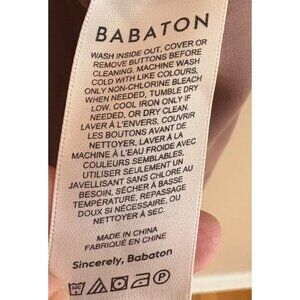 BABATON
WASH INSIDE OUT, COVER OR
REMOVE BUTTONS BEFORE
CLEANING, MACHINE WASH
COLD WITH LIKE COLOURS,
ONLY NON-CHLORINE BLEACH
WHEN NEEDED, TUMBLE DRY
LOW, COOL IRON ONLY IF
NEEDED, OR DRY CLEAN.
LAVER À L'ENVERS, COUVRIR
LES BOUTONS AVANT DE
NETTOYER, LAVER À LA
MACHINE À L'EAU FROIDE AVEC
COULEURS SEMBLABLES,
UTILISER SEULEMENT UN
JAVELLISANT SANS CHLORE AU
BESOIN, SÉCHER À BASSE
TEMPÉRATURE, REPASSAGE
DOUX SI NÉCESSAIRE, OU
NETTOYER À SEC.
MADE IN CHINA
FABRIQUÉ EN CHINE
Sincerely, Babaton